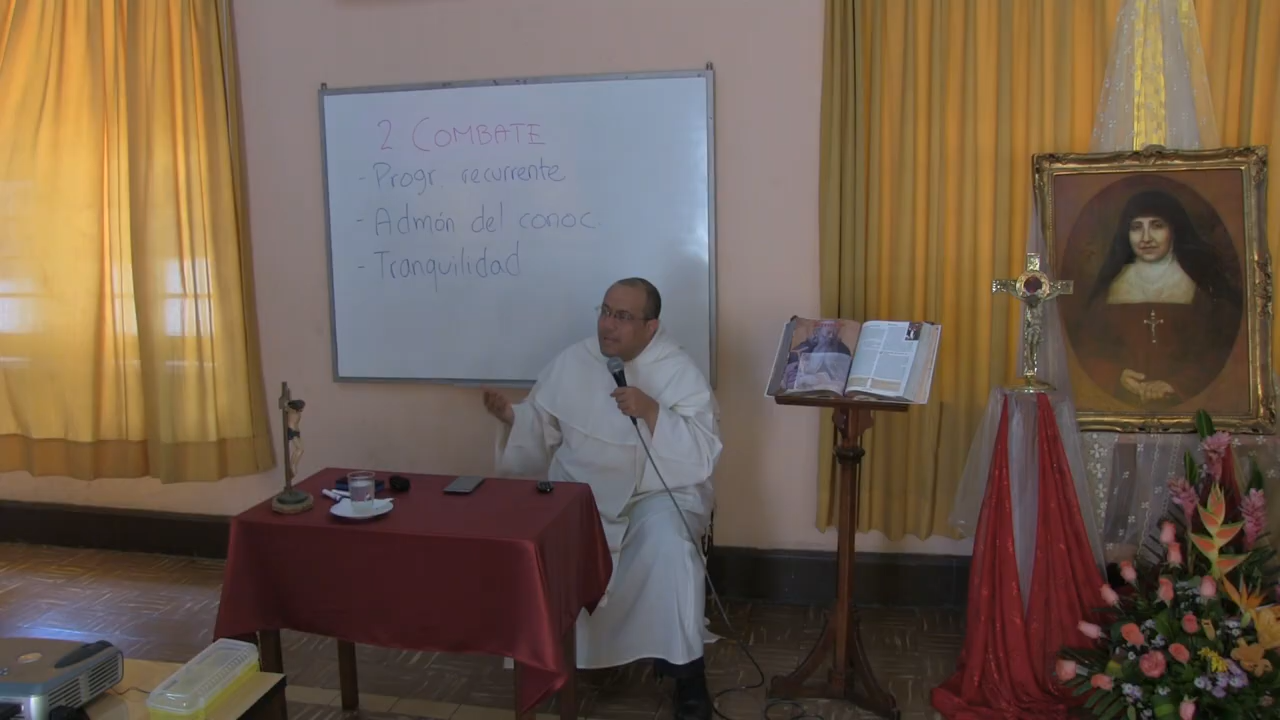 2 COMBATE
- Progr. recurrente
- Admón del conoc.
- Tranquilidad